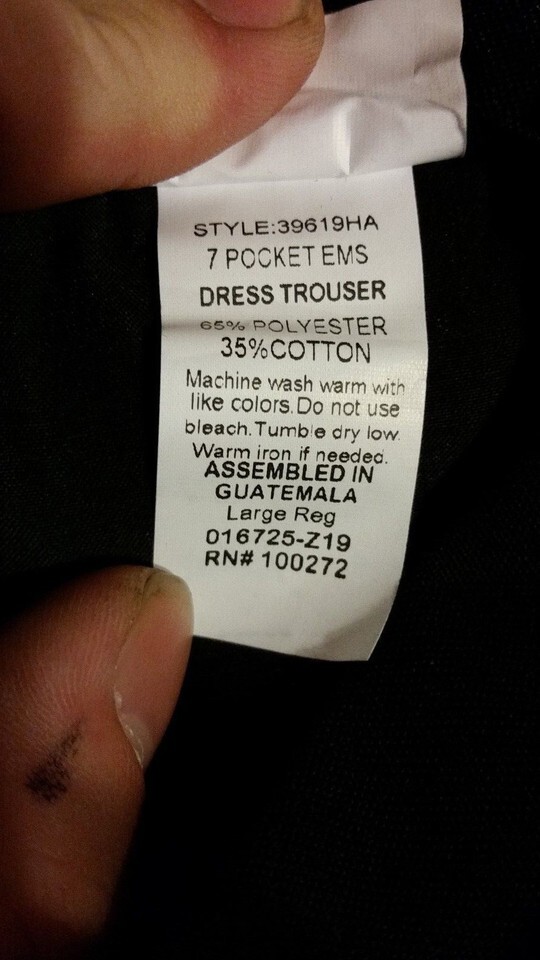 STYLE:39619HA
7 POCKET EMS
DRESS TROUSER
65% POLYESTER
35%COTTON
Machine wash warm with
like colors.Do not use
bleach.Tumble dry low.
Warm iron if needed.
ASSEMBLED IN
GUATEMALA
Large Reg
016725-Z19
RN# 100272